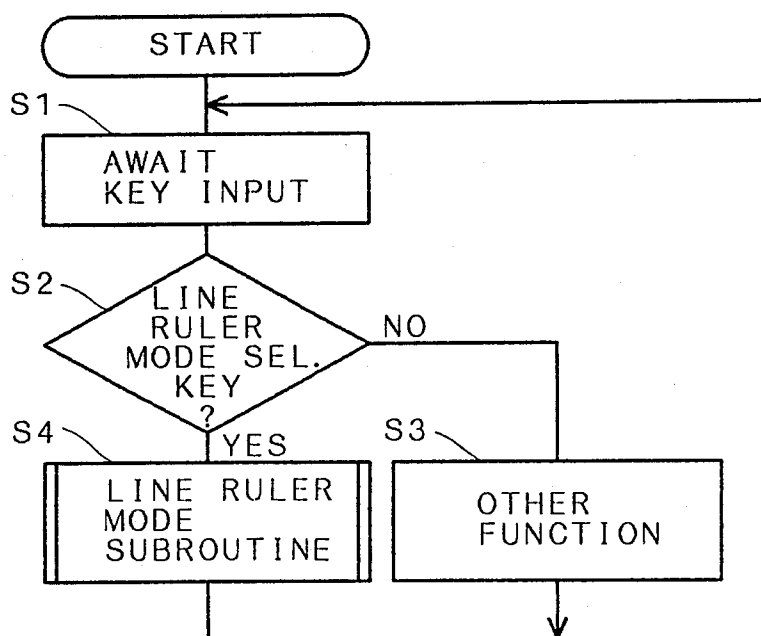 START
S1
AWAIT
KEY INPUT
S2
LINE
RULER
MODE SEL.
KEY
?
NO
YES
S4
LINE RULER
MODE
SUBROUTINE
S3
OTHER
FUNCTION